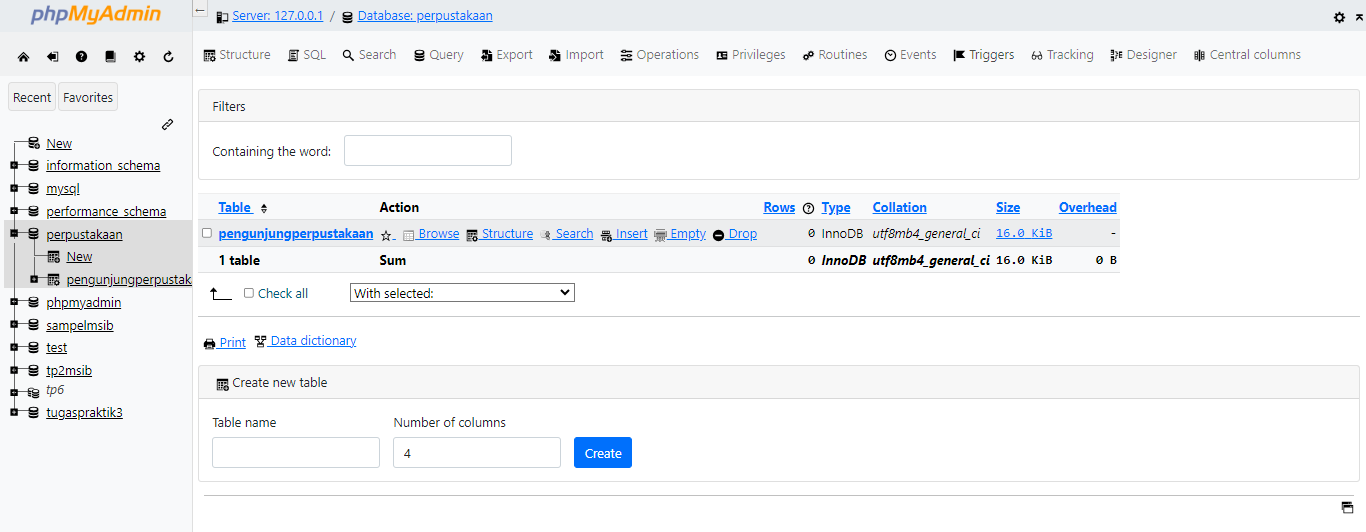 phpMyAdmin
Recent Favorites
New
information_schema
mysql
performance_schema
perpustakaan
New
pengunjungperpustaka
phpmyadmin
sampelmsib
test
tp2msib
tp6
tugaspraktik3
← Server: 127.0.0.1 / Database: perpustakaan
Structure SQL Search Query Export Import Operations Privileges Routines Events Triggers Tracking Designer Central columns
Filters
Containing the word:
Table Action Rows Type Collation Size Overhead
pengunjungperpustakaan Browse Structure Search Insert Empty Drop 0 InnoDB utf8mb4_general_ci 16.0 KiB -
1 table Sum 0 InnoDB utf8mb4_general_ci 16.0 KiB 0 B
Check all With selected:
Print Data dictionary
Create new table
Table name Number of columns
4 Create